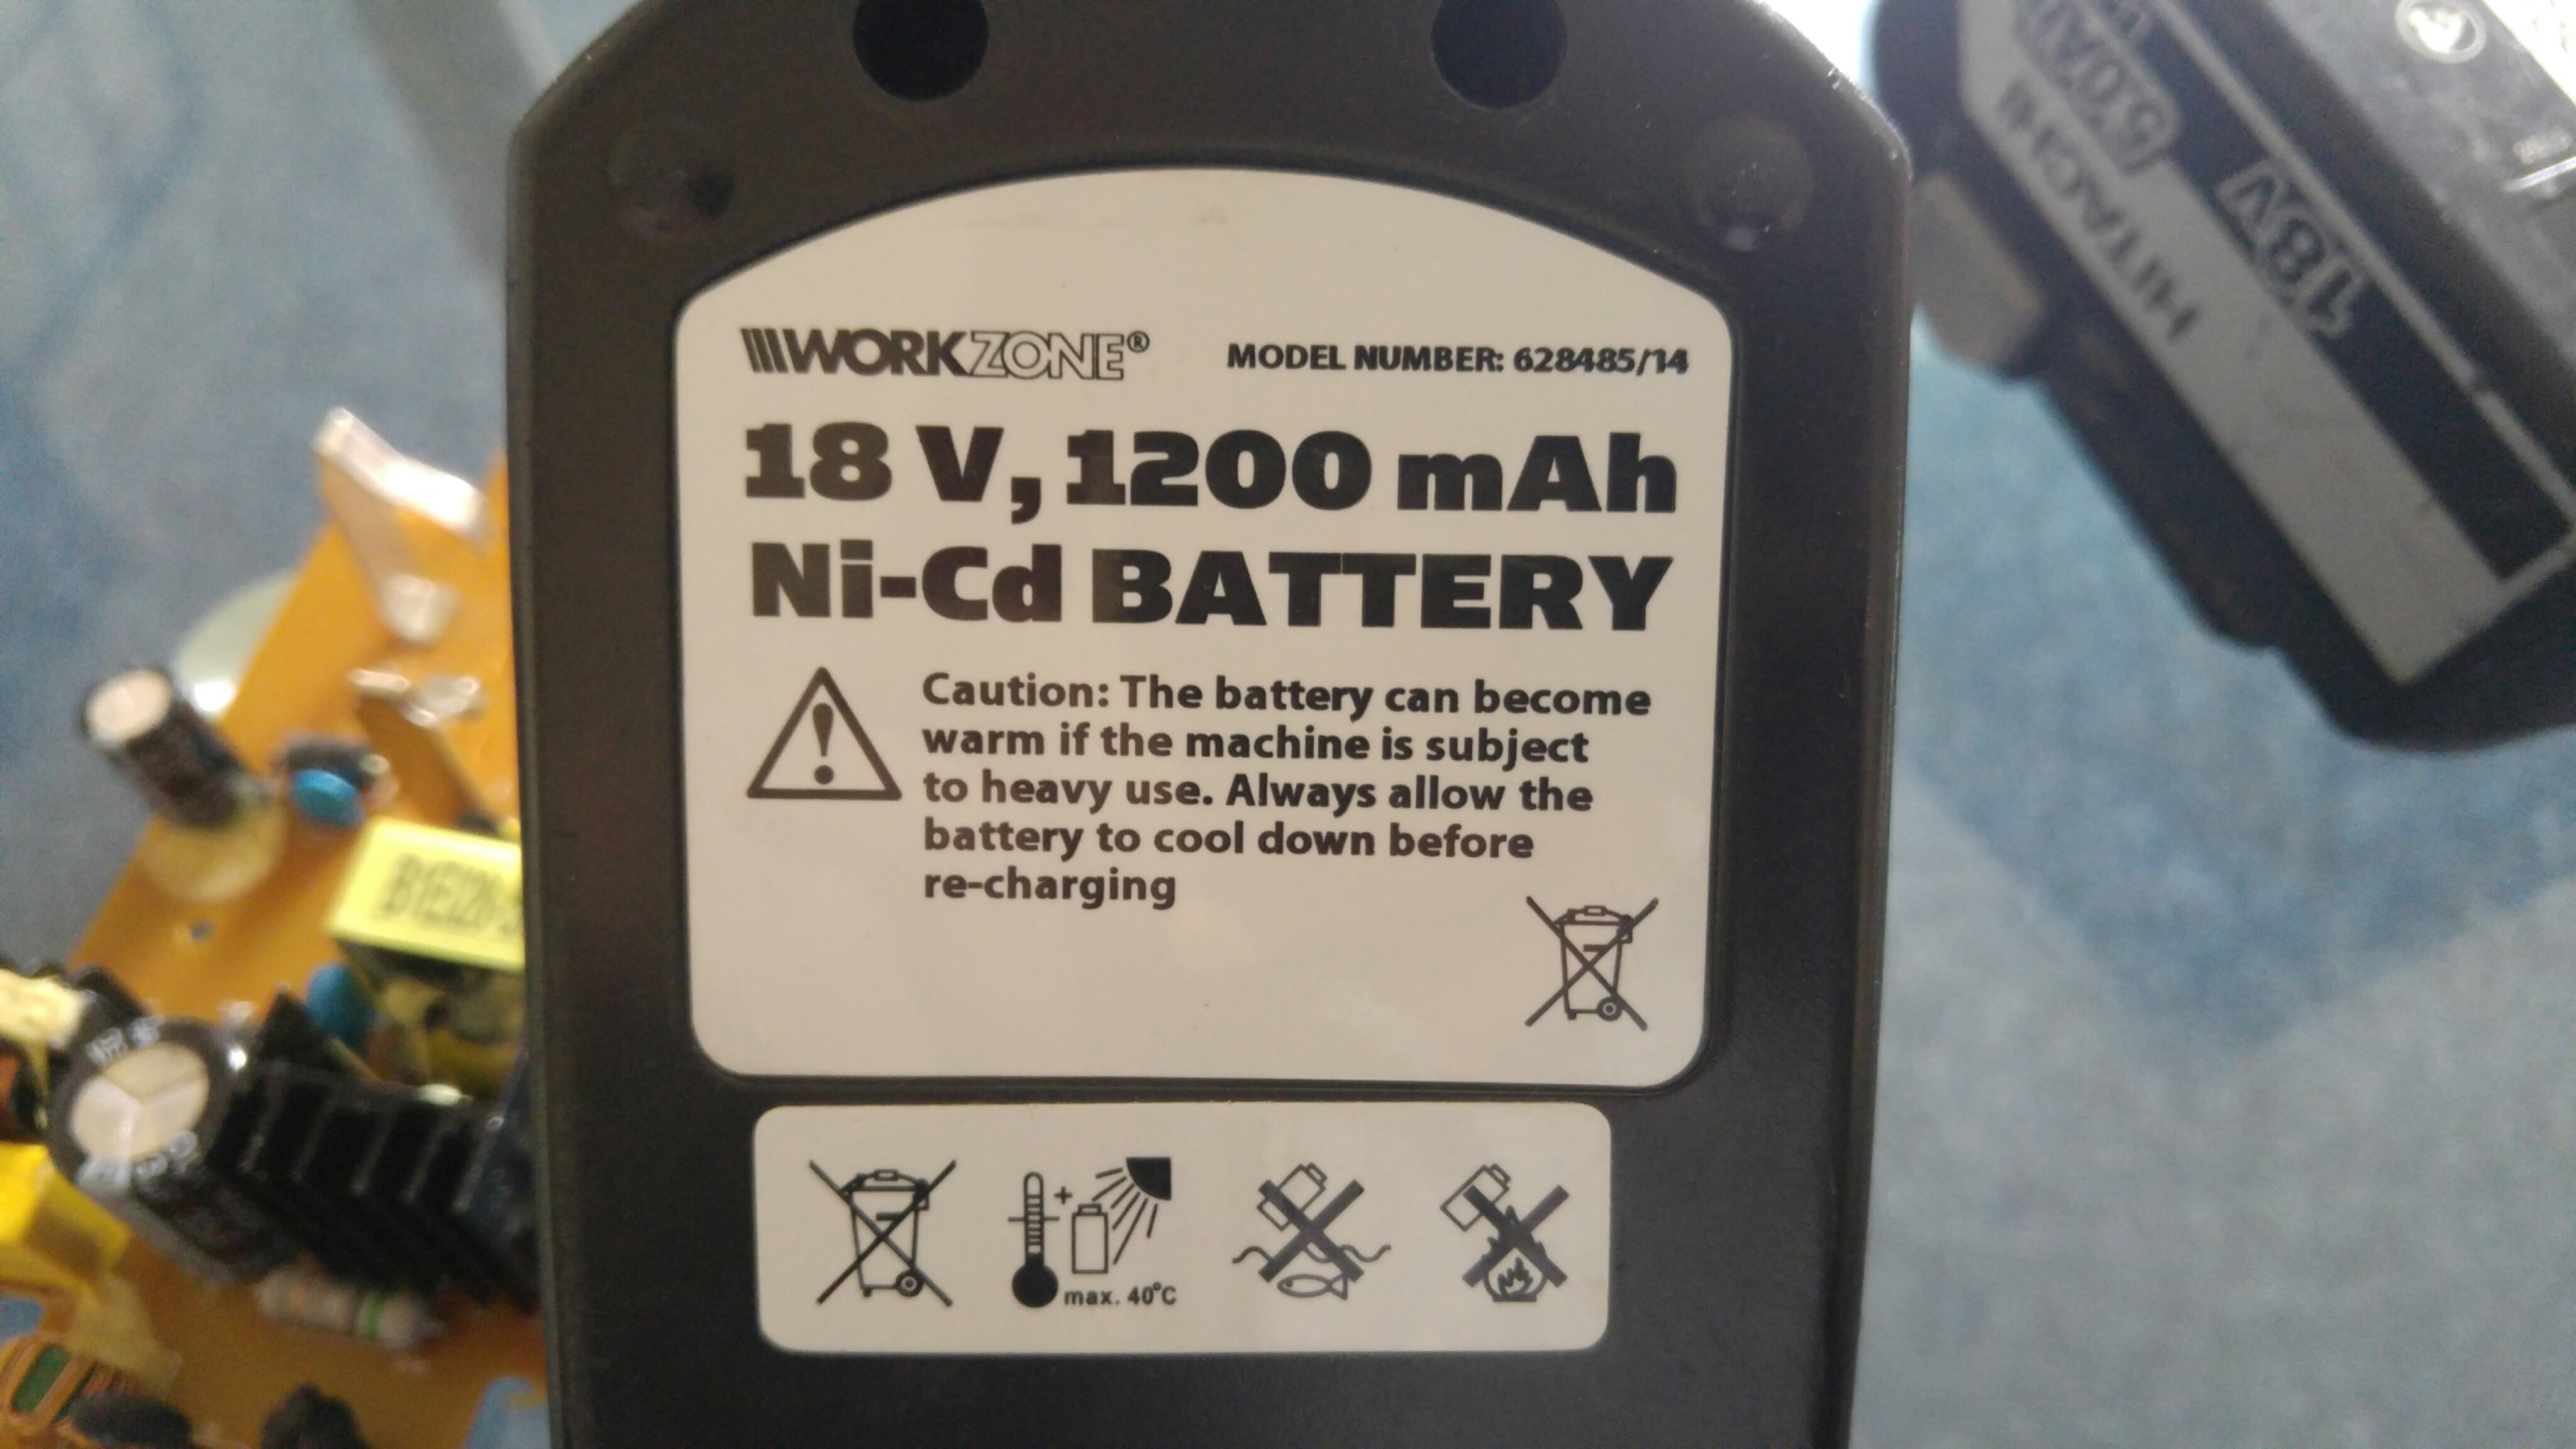 WORKZONE®
MODEL NUMBER: 628485/14
18 V, 1200 mAh
Ni-Cd BATTERY
Caution: The battery can become
warm if the machine is subject
to heavy use. Always allow the
battery to cool down before
re-charging
max. 40°C
HITACHI
5.0Ah
18V